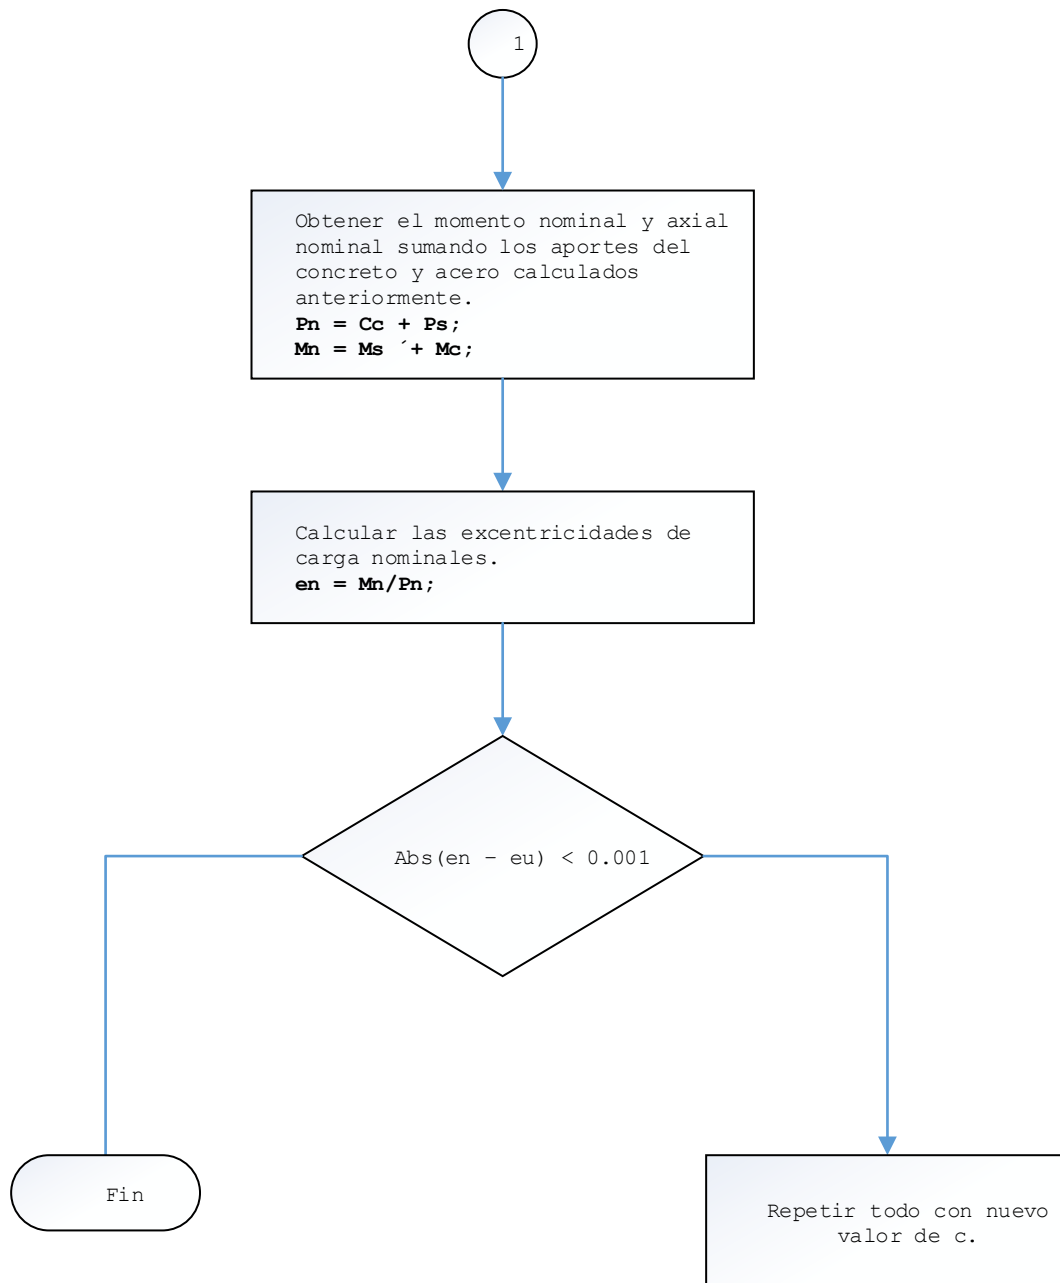 1
Obtener el momento nominal y axial
nominal sumando los aportes del
concreto y acero calculados
anteriormente.
Pn = Cc + Ps;
Mn = Ms ´+ Mc;
Calcular las excentricidades de
carga nominales.
en = Mn/Pn;
Abs(en – eu) < 0.001
Fin
Repetir todo con nuevo
valor de c.